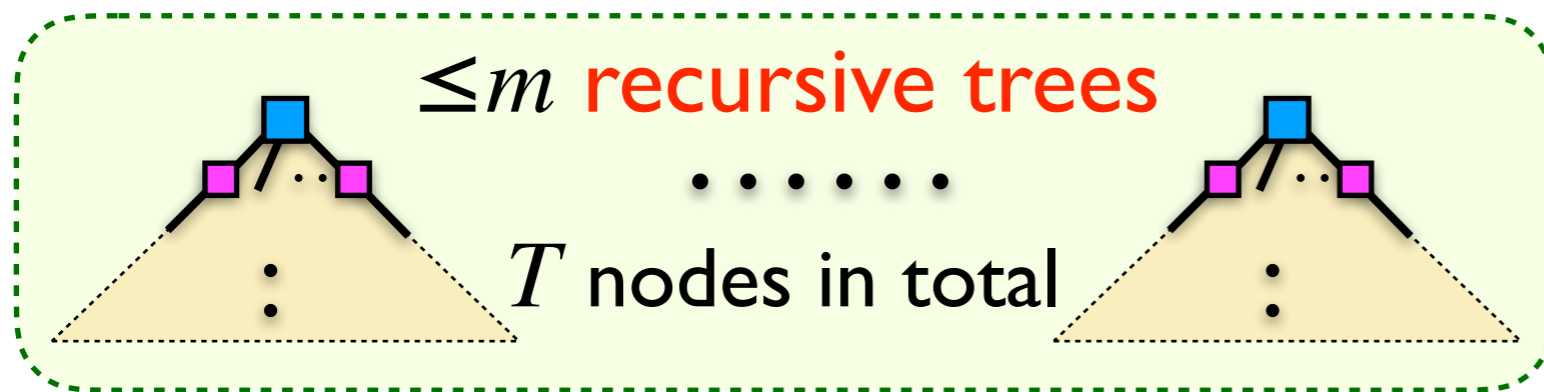 ≤m recursive trees
......
T nodes in total